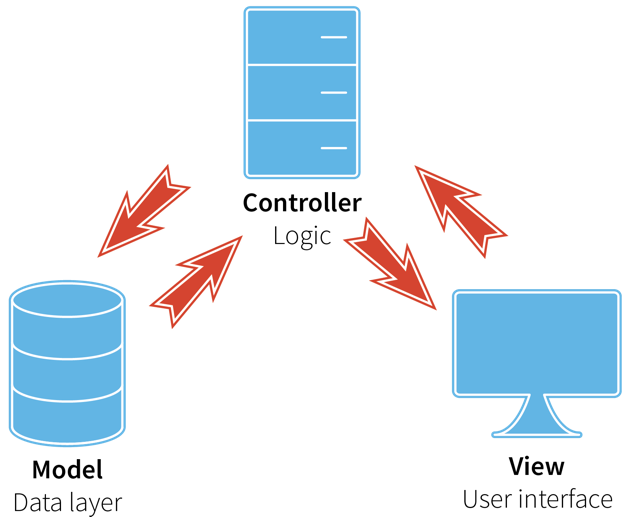 Controller
Logic
Model
Data layer
View
User interface